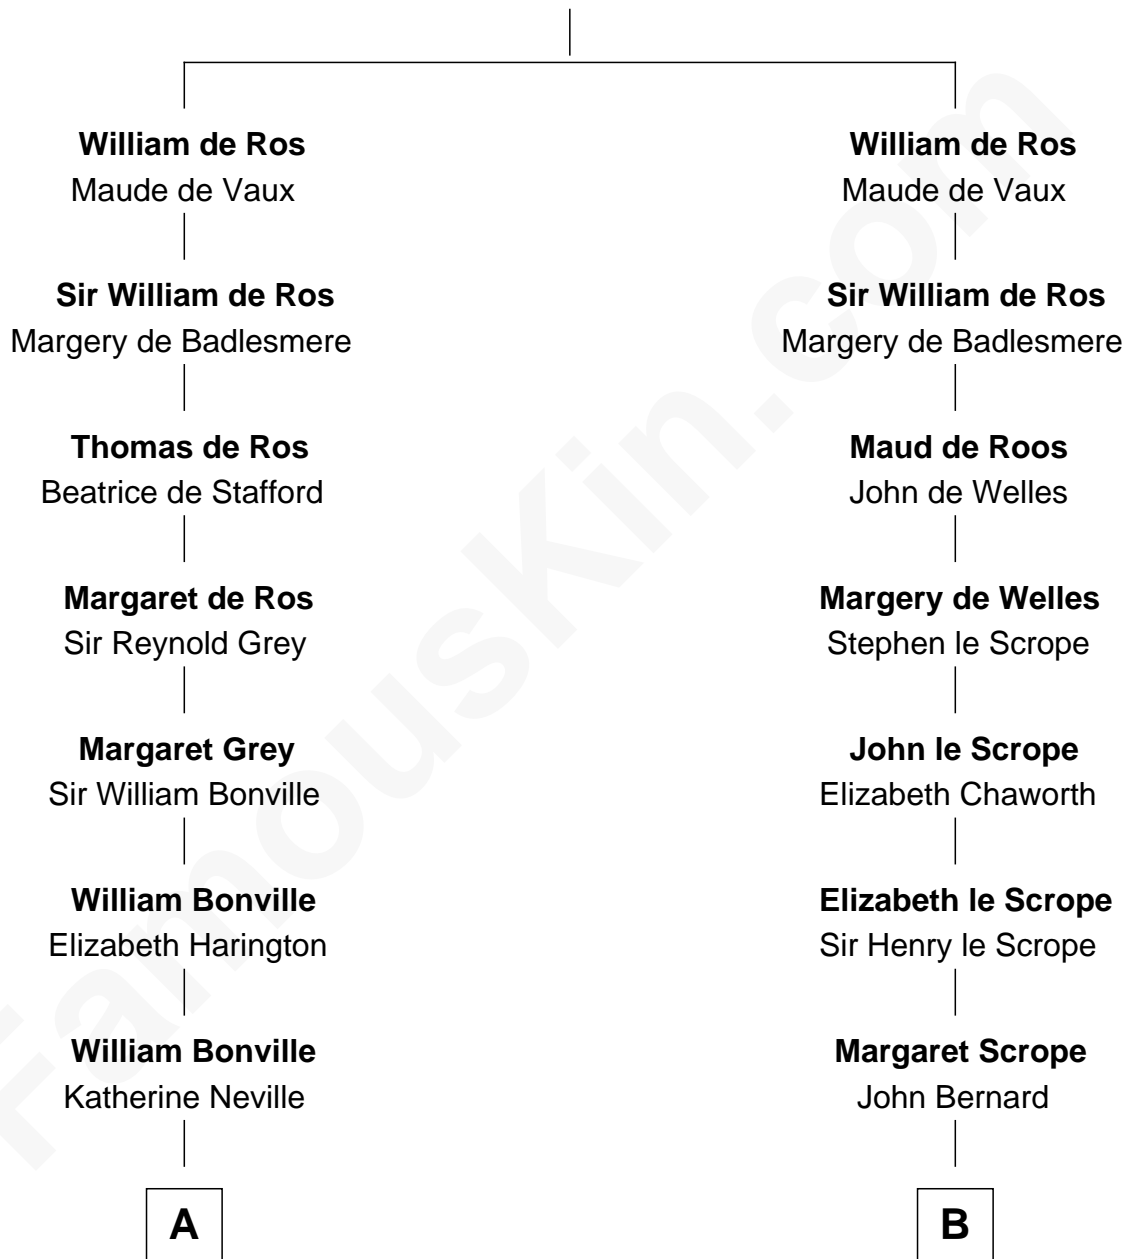 William de Ros
Maude de Vaux
Sir William de Ros
Margery de Badlesmere
Thomas de Ros
Beatrice de Stafford
Margaret de Ros
Sir Reynold Grey
Margaret Grey
Sir William Bonville
William Bonville
Elizabeth Harington
William Bonville
Katherine Neville
A
William de Ros
Maude de Vaux
Sir William de Ros
Margery de Badlesmere
Maud de Roos
John de Welles
Margery de Welles
Stephen le Scrope
John le Scrope
Elizabeth Chaworth
Elizabeth le Scrope
Sir Henry le Scrope
Margaret Scrope
John Bernard
B
FamousKin.com